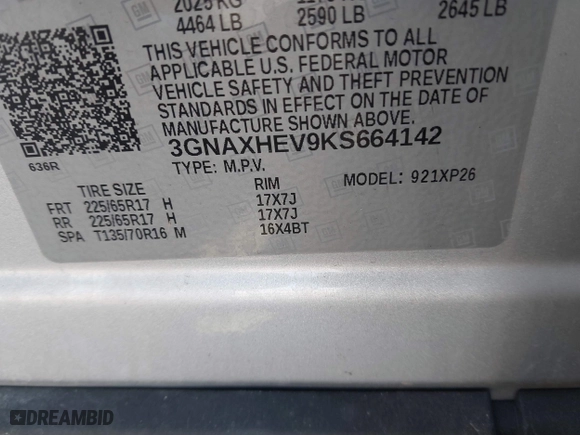 2025 KG
4464 LB 2590 LB 2645 LB
THIS VEHICLE CONFORMS TO ALL
APPLICABLE U.S. FEDERAL MOTOR
VEHICLE SAFETY AND THEFT PREVENTION
STANDARDS IN EFFECT ON THE DATE OF
MANUFACTURE SHOWN ABOVE.
3GNAXHEV9KS664142
636R
TYPE: M.P.V.
TIRE SIZE RIM MODEL: 921XP26
FRT 225/65R17 H 17X7J
RR 225/65R17 H 17X7J
SPA T135/70R16 M 16X4BT
GM
DREAMBID